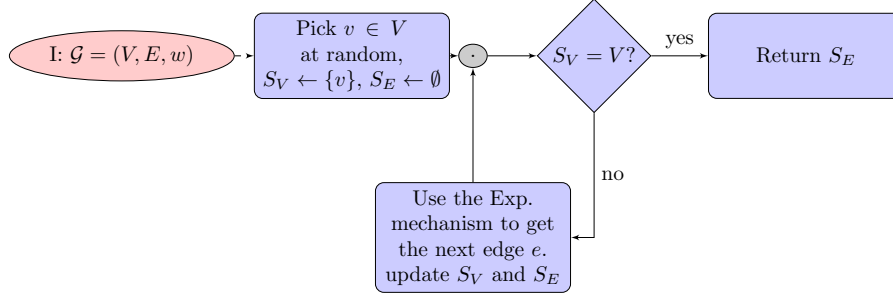 I: 𝒢 = (V, E, w)
Pick v ∈ V
at random,
S_V ← {v}, S_E ← ∅
·
S_V = V?
yes
Return S_E
no
Use the Exp.
mechanism to get
the next edge e.
update S_V and S_E